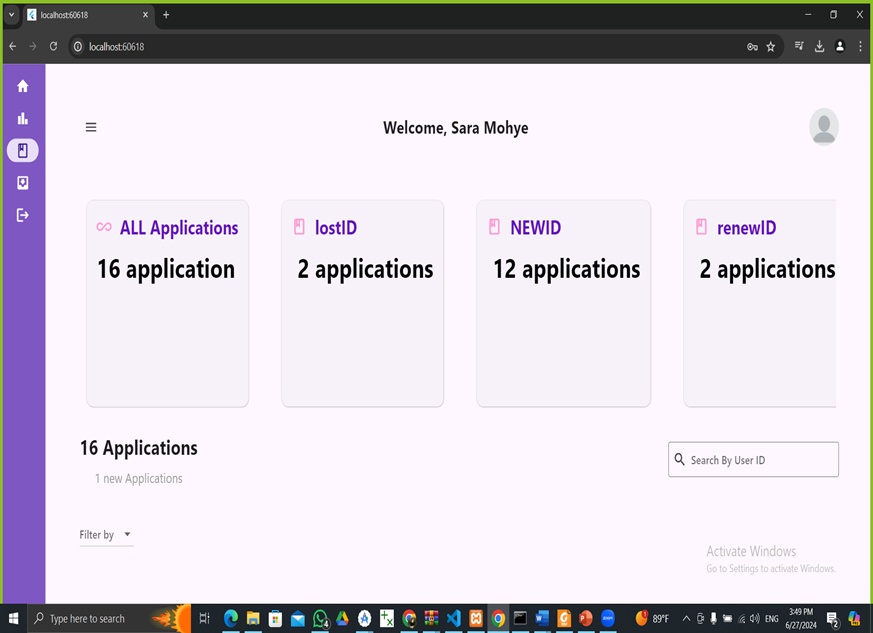 localhost:60618
localhost:60618
Welcome, Sara Mohye
ALL Applications
16 application
lostID
2 applications
NEWID
12 applications
renewID
2 applications
16 Applications
1 new Applications
Search By User ID
Filter by
Activate Windows
Go to Settings to activate Windows.
Type here to search
89°F
ENG
3:49 PM
6/27/2024